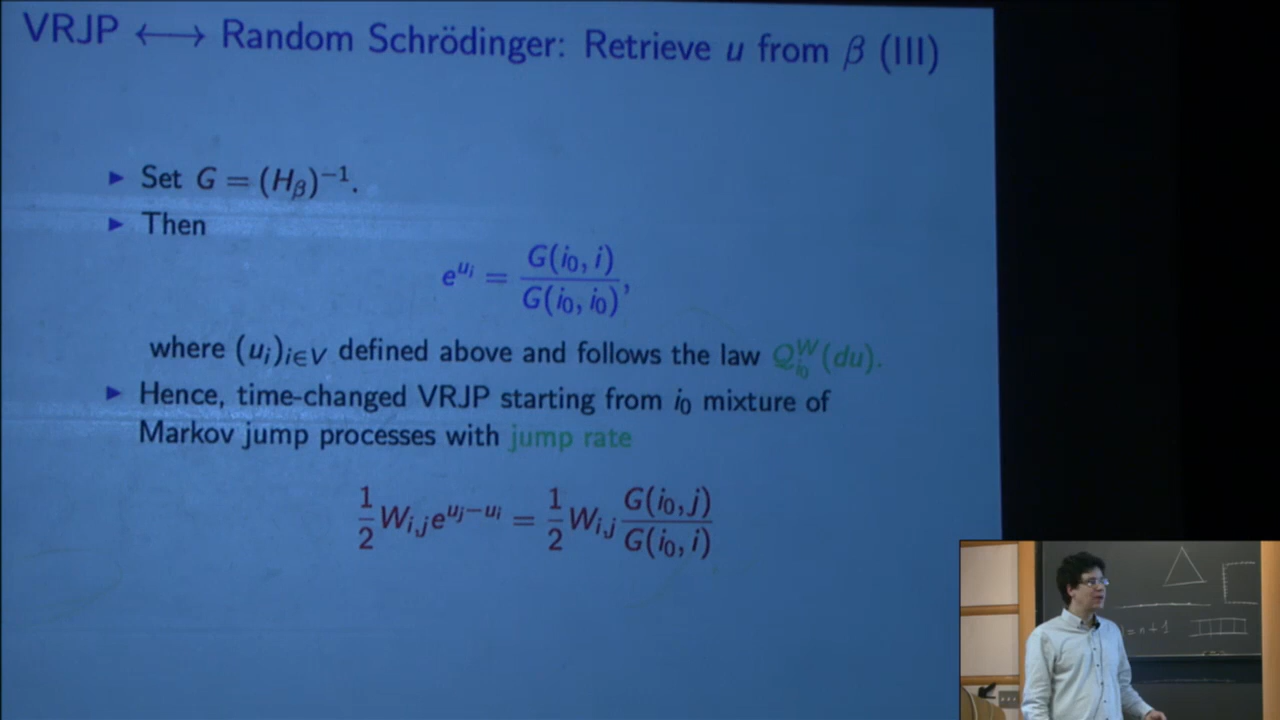 VRJP ⟷ Random Schrödinger: Retrieve u from β (III)
▶ Set G = (H_β)^{-1}.
▶ Then
e^{u_i} = G(i_0, i) / G(i_0, i_0),
where (u_i)_{i∈V} defined above and follows the law Q^W_{i_0}(du).
▶ Hence, time-changed VRJP starting from i_0 mixture of
Markov jump processes with jump rate
1/2 W_{i,j} e^{u_j−u_i} = 1/2 W_{i,j} G(i_0, j) / G(i_0, i)
= n + 1